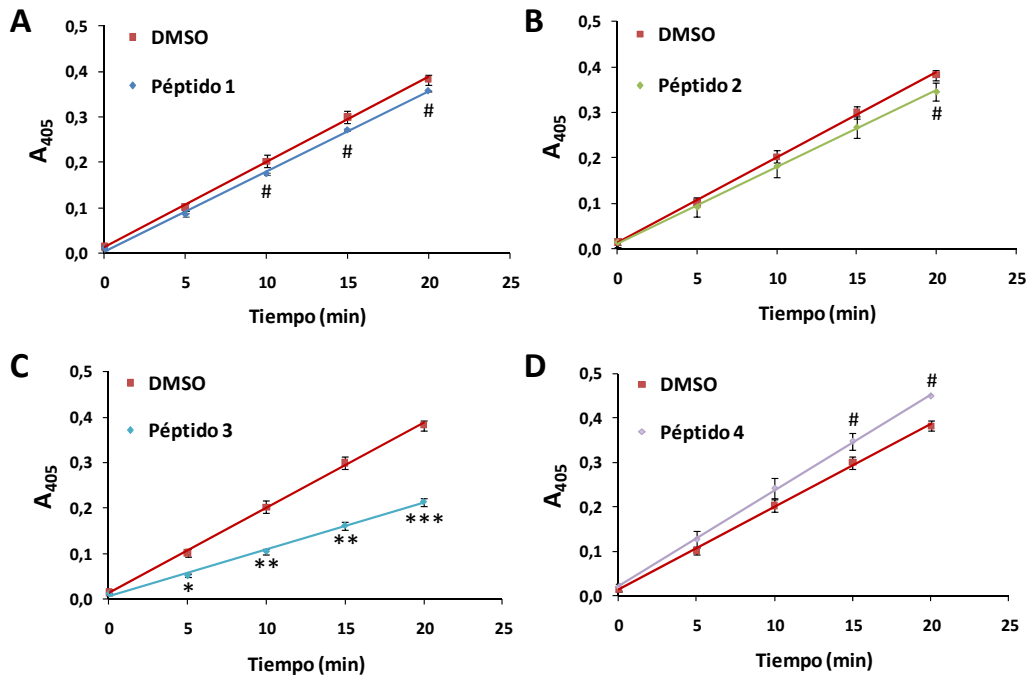 A
DMSO
Péptido 1
A405
0,5
0,4
0,3
0,2
0,1
0,0
#
#
#
0 5 10 15 20 25
Tiempo (min)
B
DMSO
Péptido 2
A405
0,5
0,4
0,3
0,2
0,1
0,0
#
0 5 10 15 20 25
Tiempo (min)
C
DMSO
Péptido 3
A405
0,5
0,4
0,3
0,2
0,1
0,0
*
**
**
***
0 5 10 15 20 25
Tiempo (min)
D
DMSO
Péptido 4
A405
0,5
0,4
0,3
0,2
0,1
0,0
#
#
0 5 10 15 20 25
Tiempo (min)